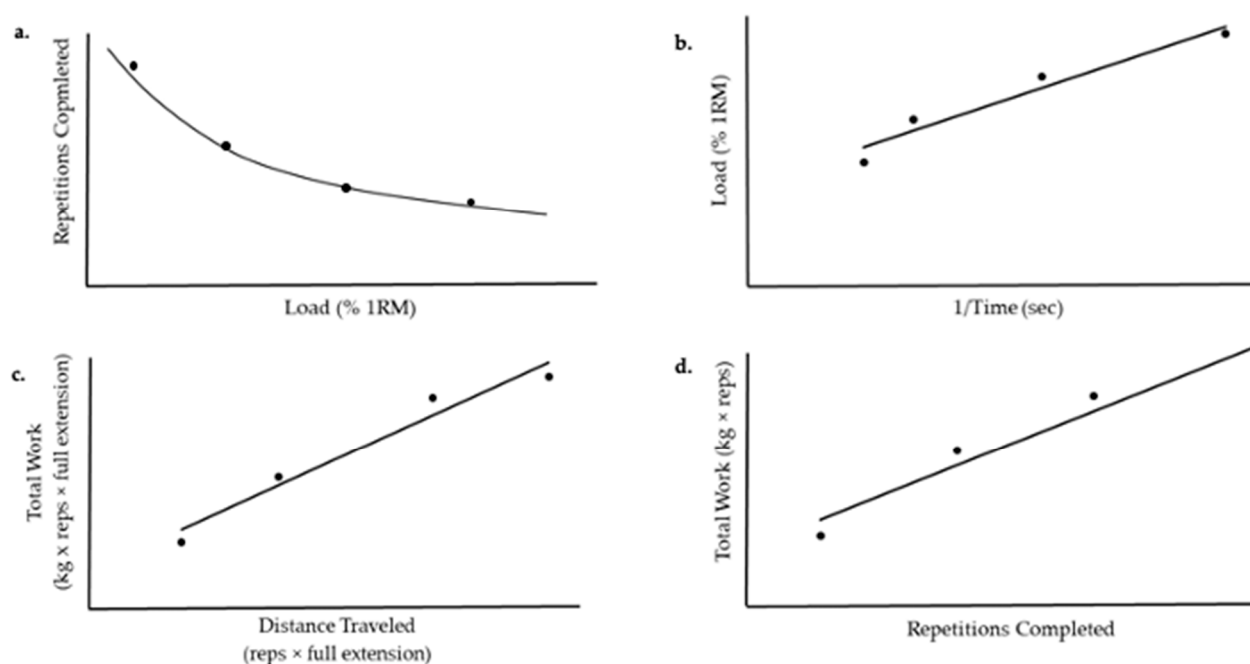 a.
Repetitions Copmleted
Load (% 1RM)
b.
Load (% 1RM)
1/Time (sec)
c.
Total Work
(kg x reps × full extension)
Distance Traveled
(reps × full extension)
d.
Total Work (kg × reps)
Repetitions Completed